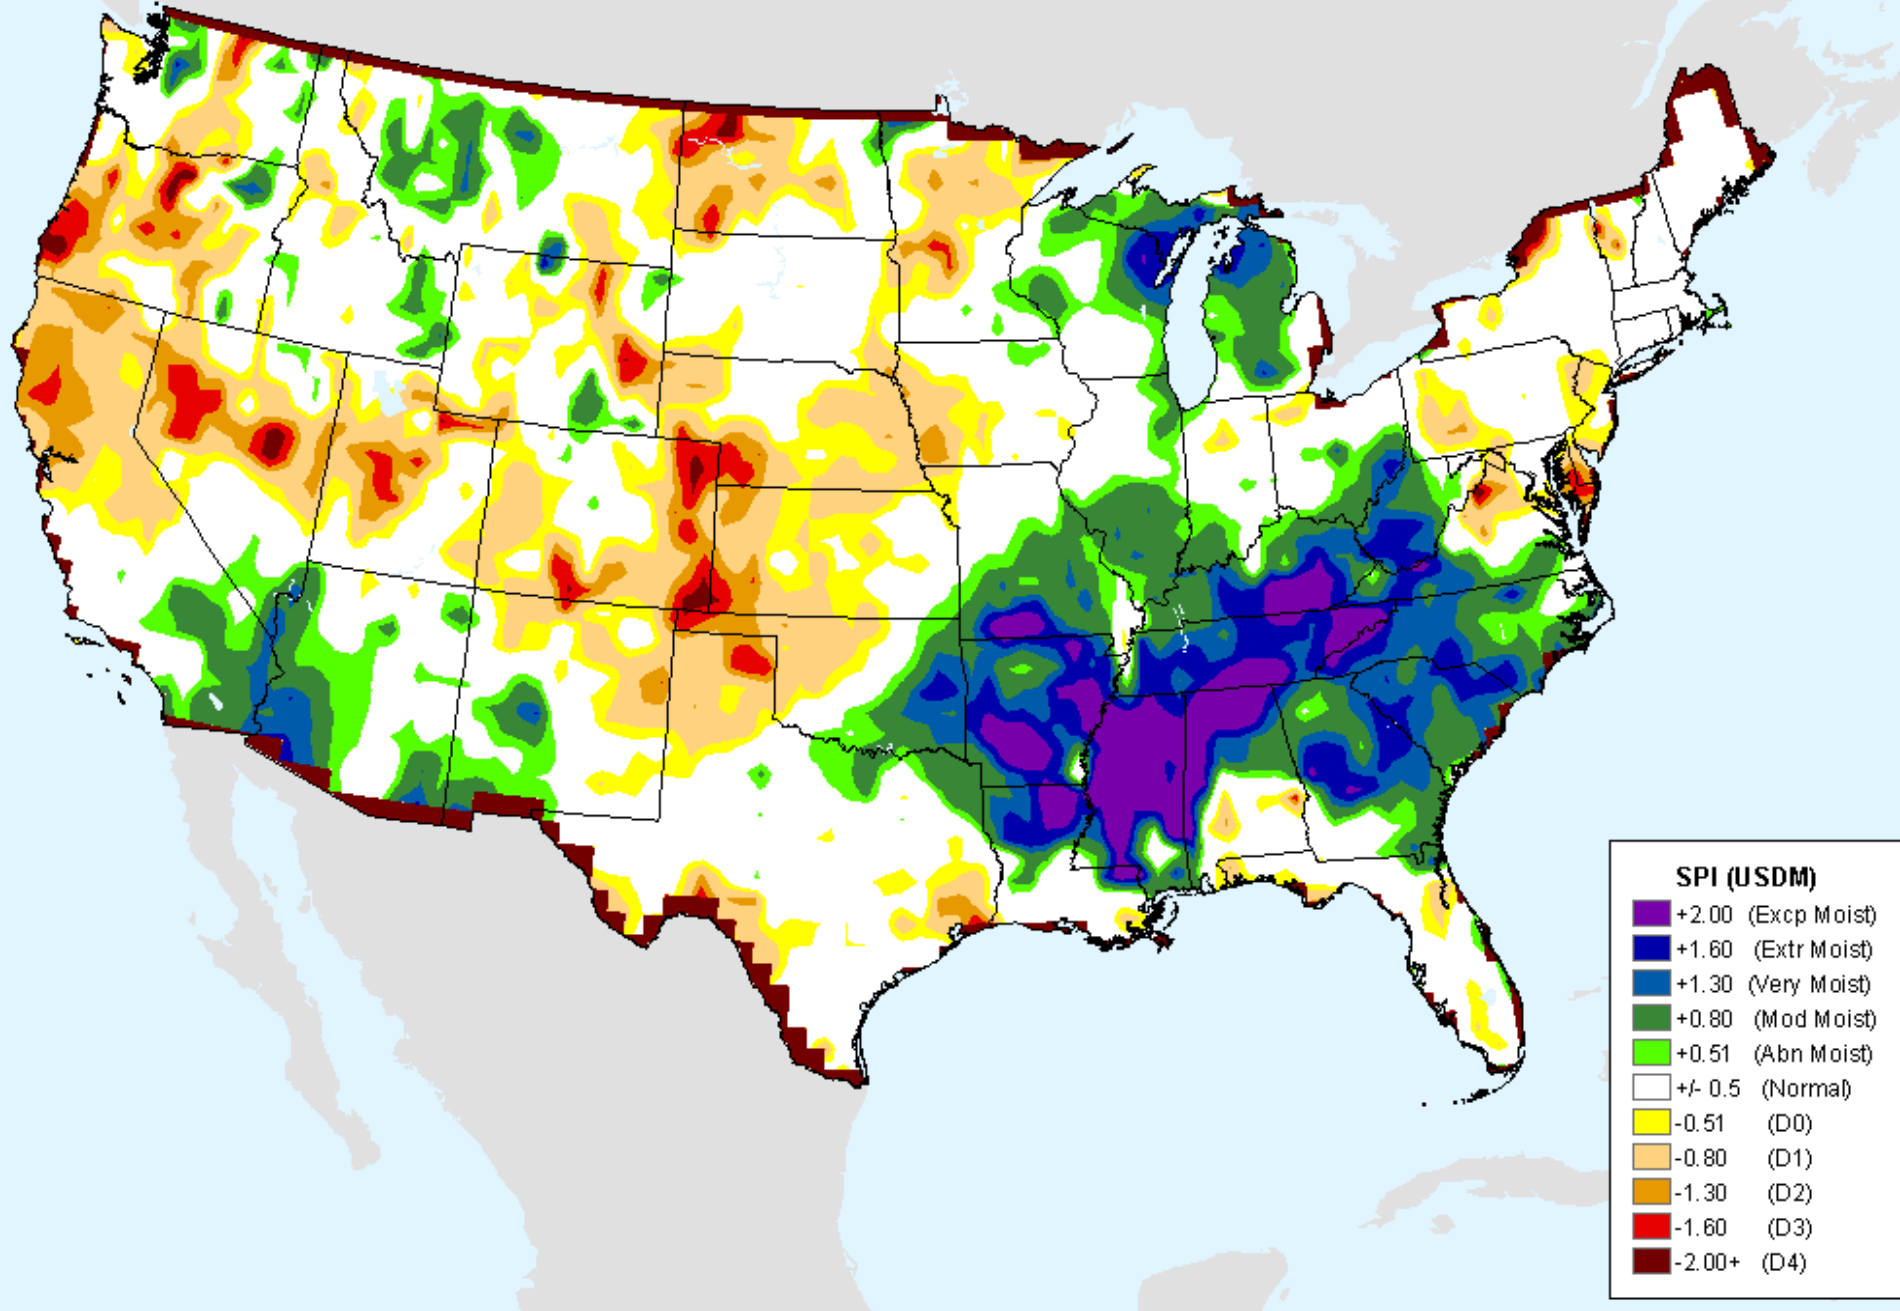 SPI (USDM)
+2.00 (Excp Moist)
+1.60 (Extr Moist)
+1.30 (Very Moist)
+0.80 (Mod Moist)
+0.51 (Abn Moist)
+/- 0.5 (Normal)
-0.51 (D0)
-0.80 (D1)
-1.30 (D2)
-1.60 (D3)
-2.00+ (D4)